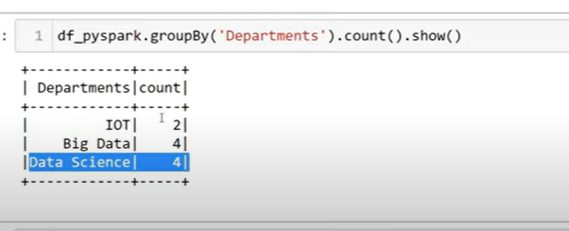 : 1 df_pyspark.groupBy('Departments').count().show()
+------------+-----+
| Departments|count|
+------------+-----+
|         IOT|    2|
|    Big Data|    4|
|Data Science|    4|
+------------+-----+